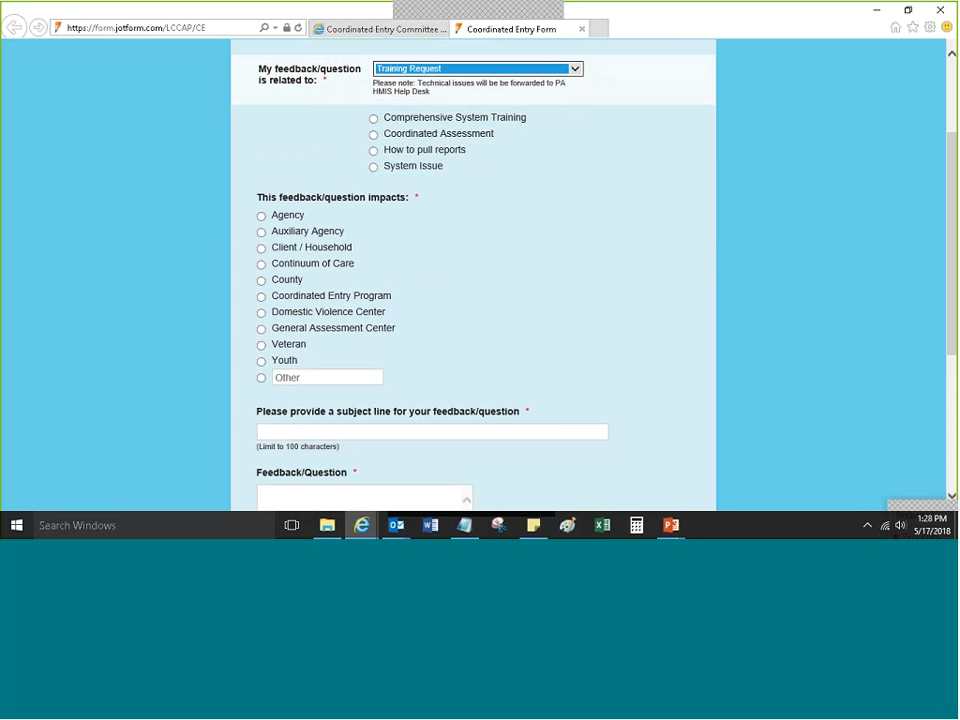 https://form.jotform.com/LCCAP/CE
Coordinated Entry Committee ...
Coordinated Entry Form
My feedback/question
is related to: *
Training Request
Please note: Technical issues will be be forwarded to PA
HMIS Help Desk
Comprehensive System Training
Coordinated Assessment
How to pull reports
System Issue
This feedback/question impacts: *
Agency
Auxiliary Agency
Client / Household
Continuum of Care
County
Coordinated Entry Program
Domestic Violence Center
General Assessment Center
Veteran
Youth
Other
Please provide a subject line for your feedback/question *
(Limit to 100 characters)
Feedback/Question *
Search Windows
1:28 PM
5/17/2018